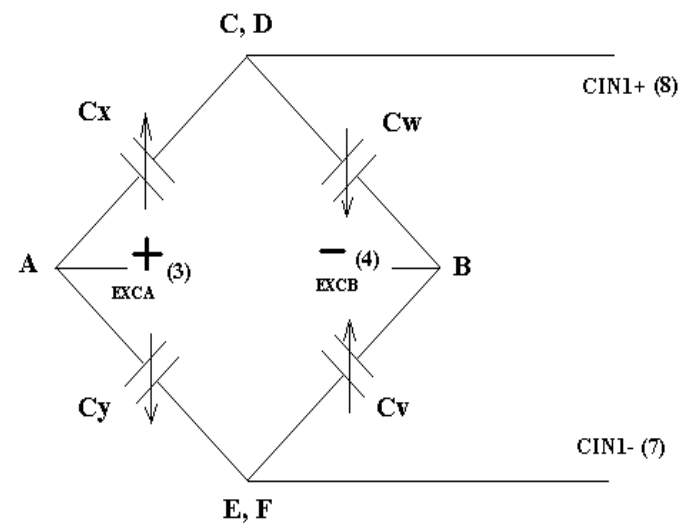 C, D
CIN1+ (8)
Cx
Cw
A
+ (3)
EXCA
− (4)
EXCB
B
Cy
Cv
CIN1- (7)
E, F